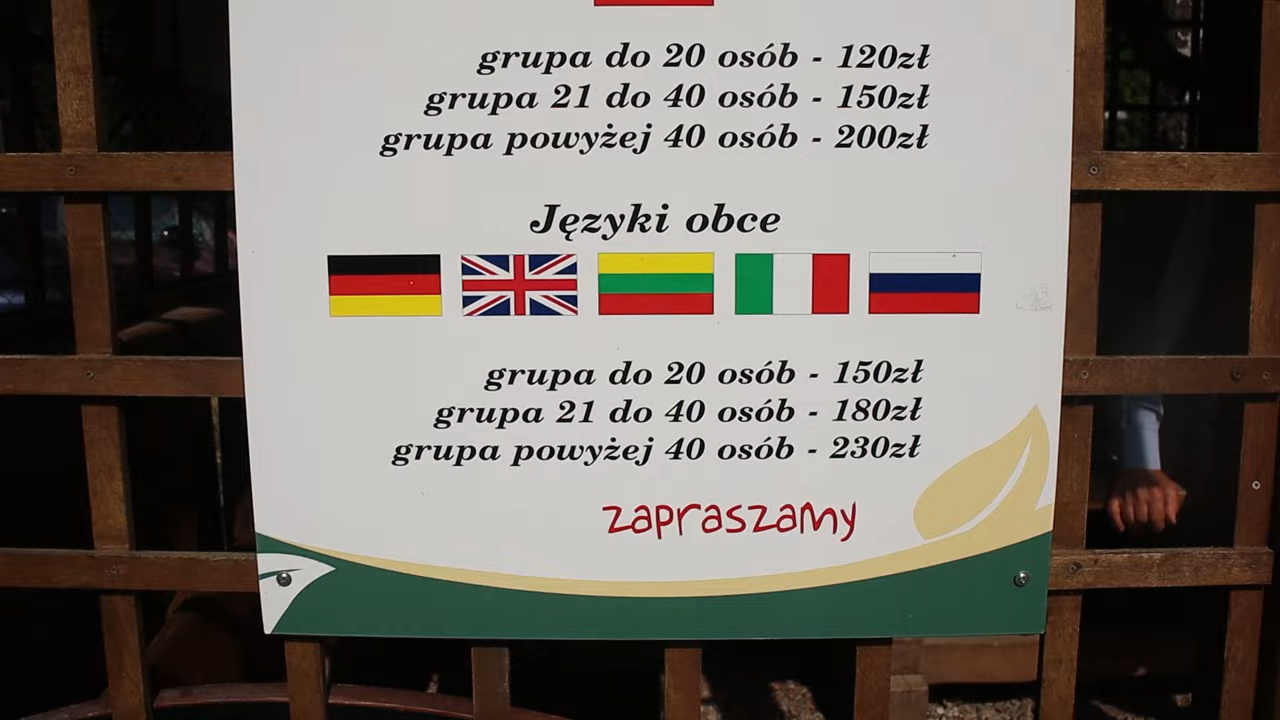 grupa do 20 osób - 120zł
grupa 21 do 40 osób - 150zł
grupa powyżej 40 osób - 200zł
Języki obce
grupa do 20 osób - 150zł
grupa 21 do 40 osób - 180zł
grupa powyżej 40 osób - 230zł
zapraszamy